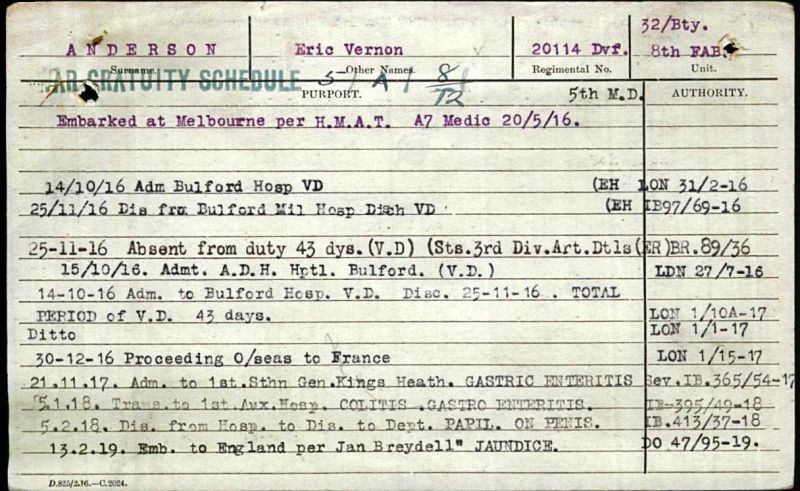 32/Bty.
ANDERSON Eric Vernon 20114 Dvr. 8th FAB.
Surname. Other Names. Regimental No. Unit.
AR GRATUITY SCHEDULE 5 A 8/12
PURPORT. 5th M.D. AUTHORITY.
Embarked at Melbourne per H.M.A.T. A7 Medic 20/5/16.
14/10/16 Adm Bulford Hosp VD (EH LON 31/2-16
25/11/16 Dis from Bulford Mil Hosp Disch VD (EH IB97/69-16
25-11-16 Absent from duty 43 dys.(V.D) (Sts.3rd Div.Art.Dtls(ER)BR.89/36
15/10/16. Admt. A.D.H. Hptl. Bulford. (V.D.) LDN 27/7-16
14-10-16 Adm. to Bulford Hosp. V.D. Disc. 25-11-16 . TOTAL
PERIOD of V.D. 43 days. LON 1/10A-17
Ditto LON 1/1-17
30-12-16 Proceeding O/seas to France LON 1/15-17
21.11.17. Adm. to 1st.Sthn Gen.Kings Heath. GASTRIC ENTERITIS Sev.IB.365/54-17
5.1.18. Trans.to 1st.Aux.Hosp. COLITIS .GASTRO ENTERITIS. IB-395/49-18
5.2.18. Dis. from Hosp. to Dis. to Dept. PAPIL. ON PENIS. IB.413/37-18
13.2.19. Emb. to England per Jan Breydell" JAUNDICE. DO 47/95-19.
D.825/2.16.—C.2024.